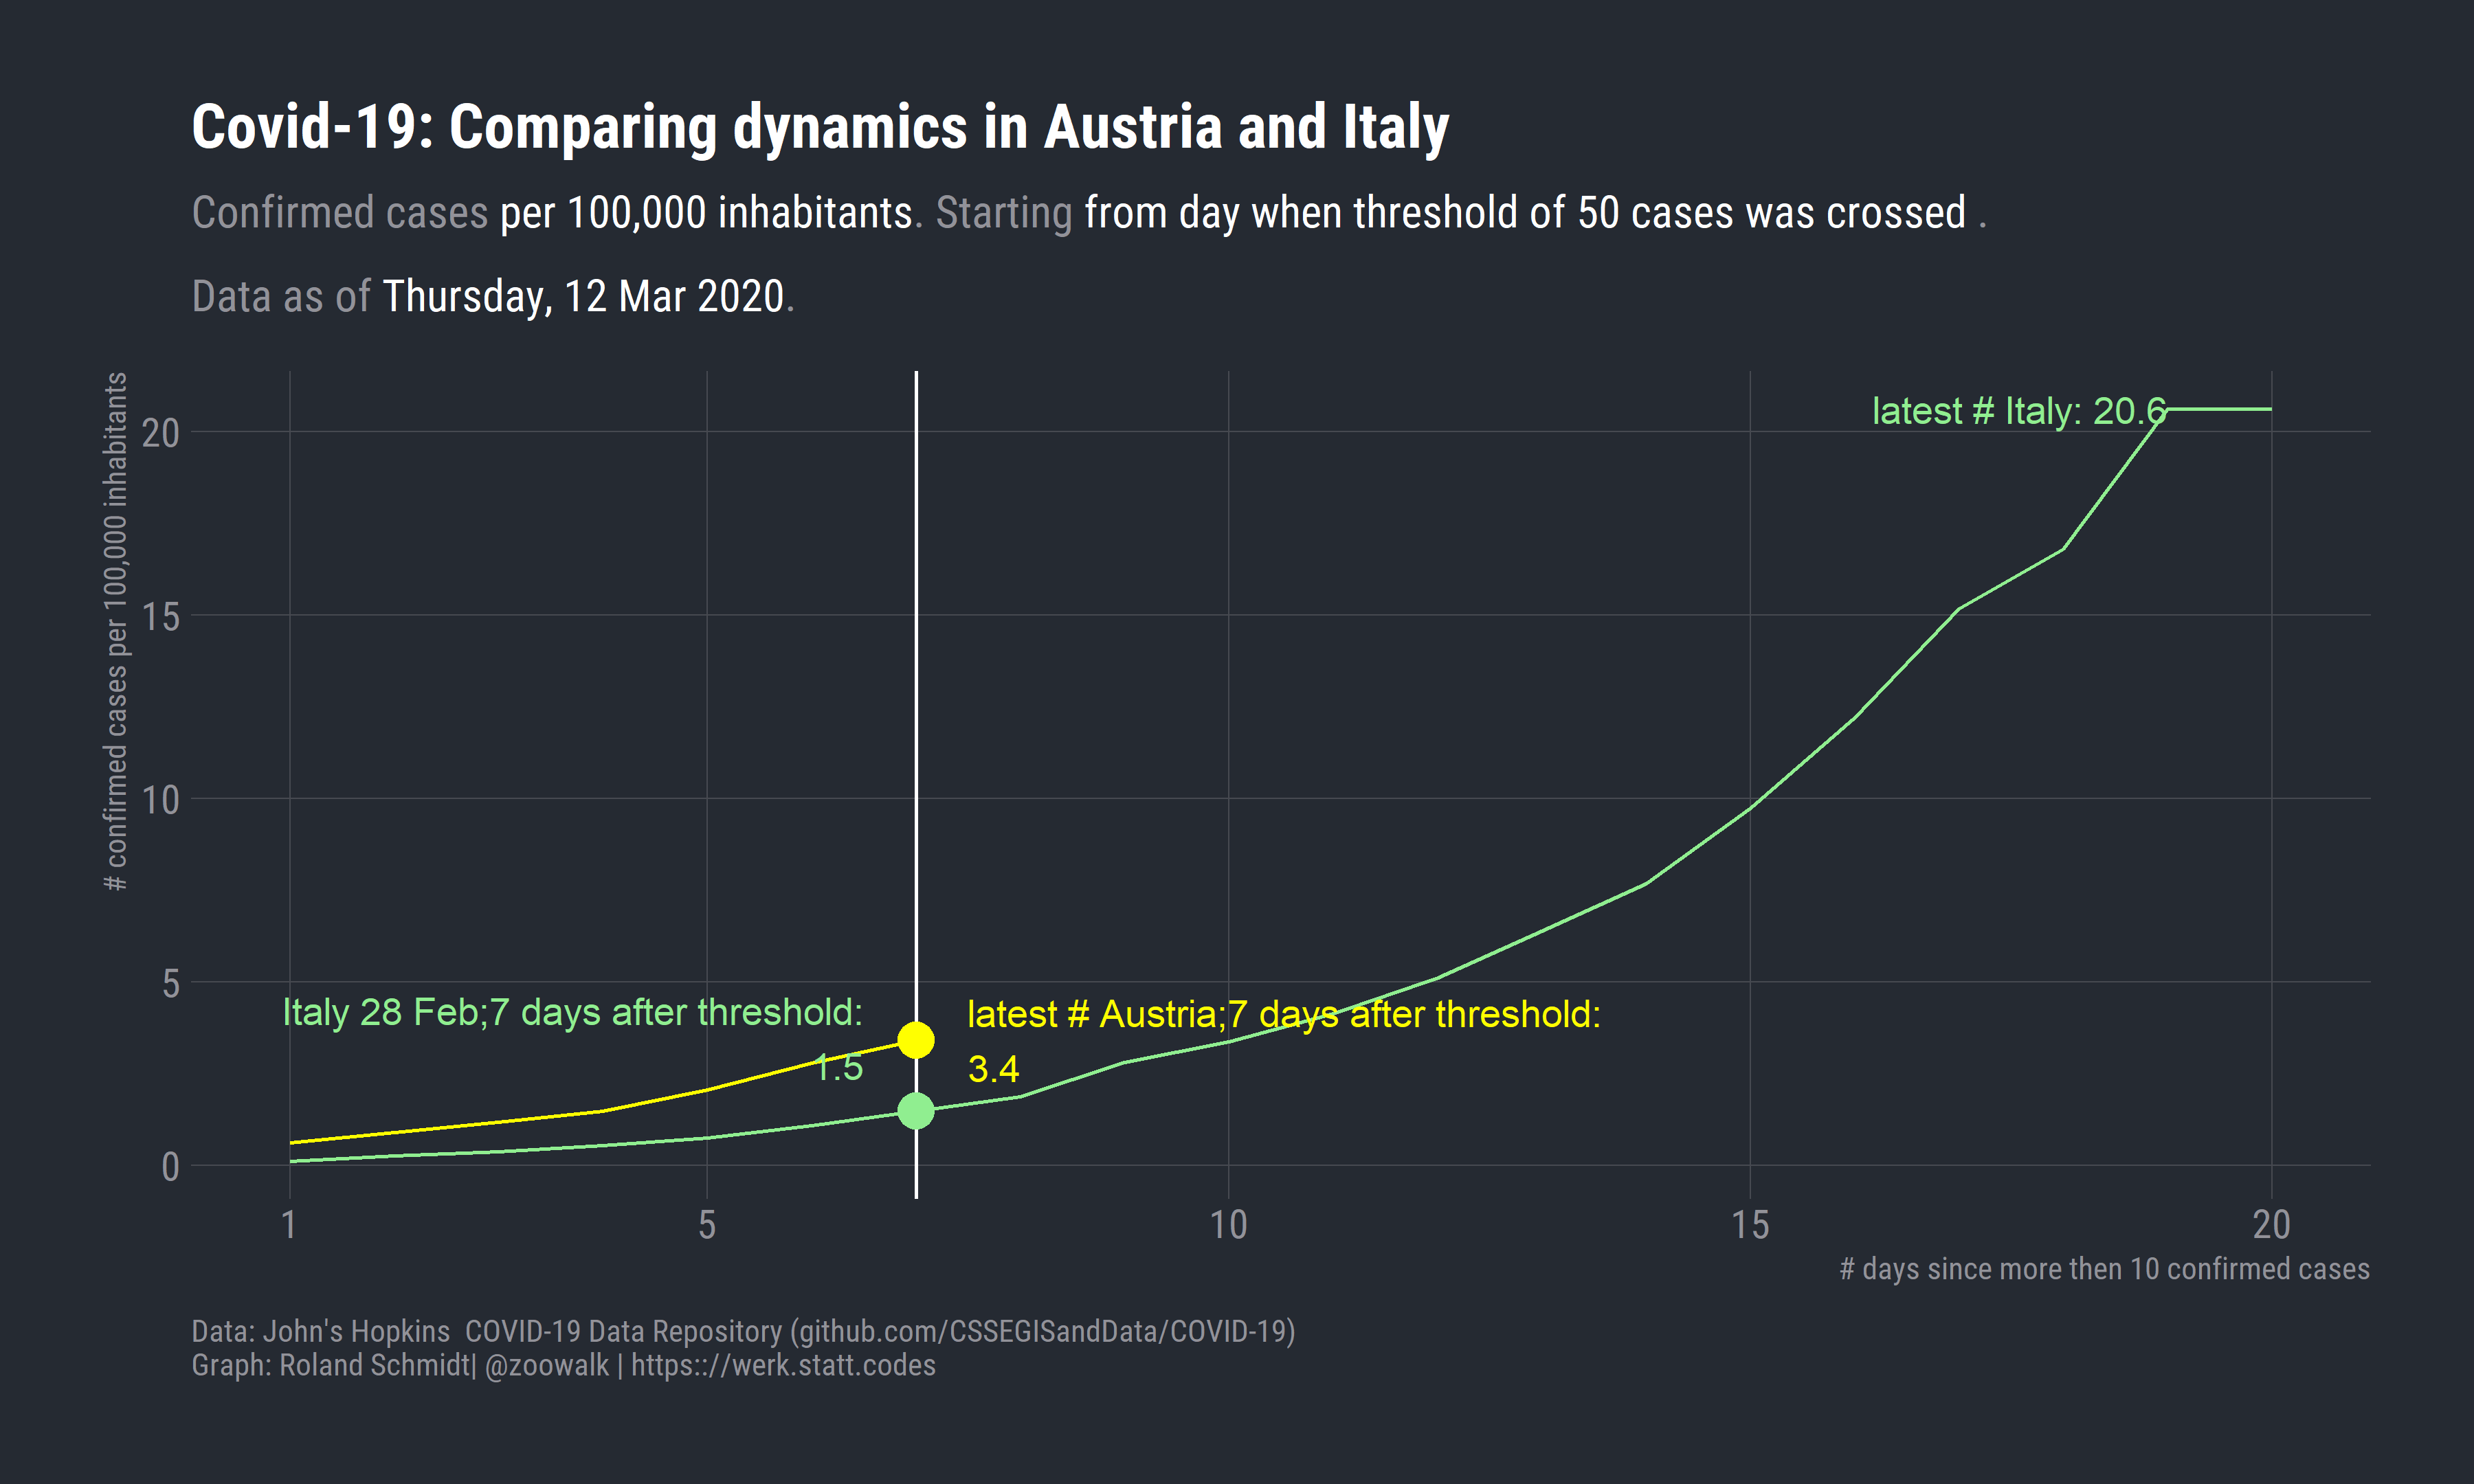 Covid-19: Comparing dynamics in Austria and Italy
Confirmed cases per 100,000 inhabitants. Starting from day when threshold of 50 cases was crossed .
Data as of Thursday, 12 Mar 2020.
# confirmed cases per 100,000 inhabitants
20
15
10
5
0
latest # Italy: 20.6
Italy 28 Feb;7 days after threshold:
1.5
latest # Austria;7 days after threshold:
3.4
1
5
10
15
20
# days since more then 10 confirmed cases
Data: John's Hopkins  COVID-19 Data Repository (github.com/CSSEGISandData/COVID-19)
Graph: Roland Schmidt| @zoowalk | https:://werk.statt.codes